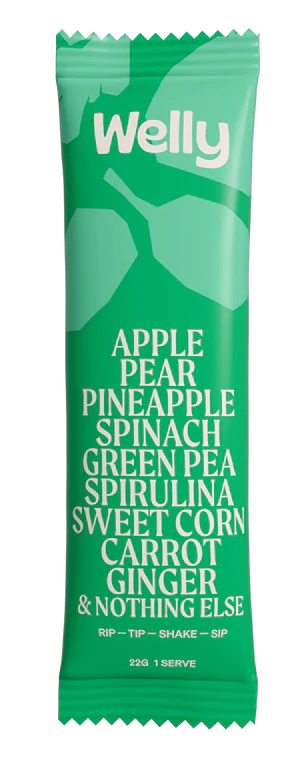 Welly
APPLE
PEAR
PINEAPPLE
SPINACH
GREEN PEA
SPIRULINA
SWEET CORN
CARROT
GINGER
& NOTHING ELSE
RIP — TIP — SHAKE — SIP
22G 1 SERVE